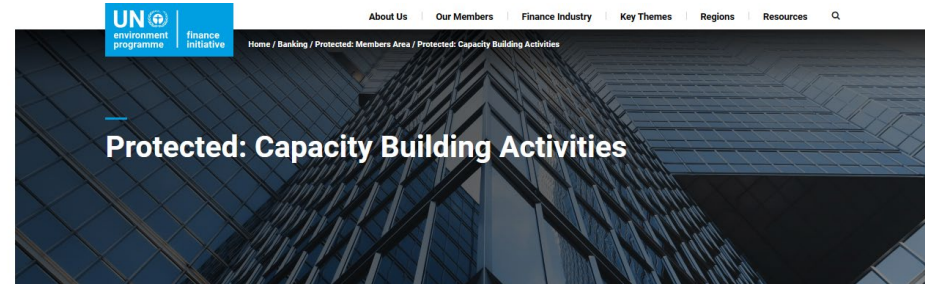 UN
environment
programme
finance
initiative
About Us
Our Members
Finance Industry
Key Themes
Regions
Resources
Home / Banking / Protected: Members Area / Protected: Capacity Building Activities
Protected: Capacity Building Activities